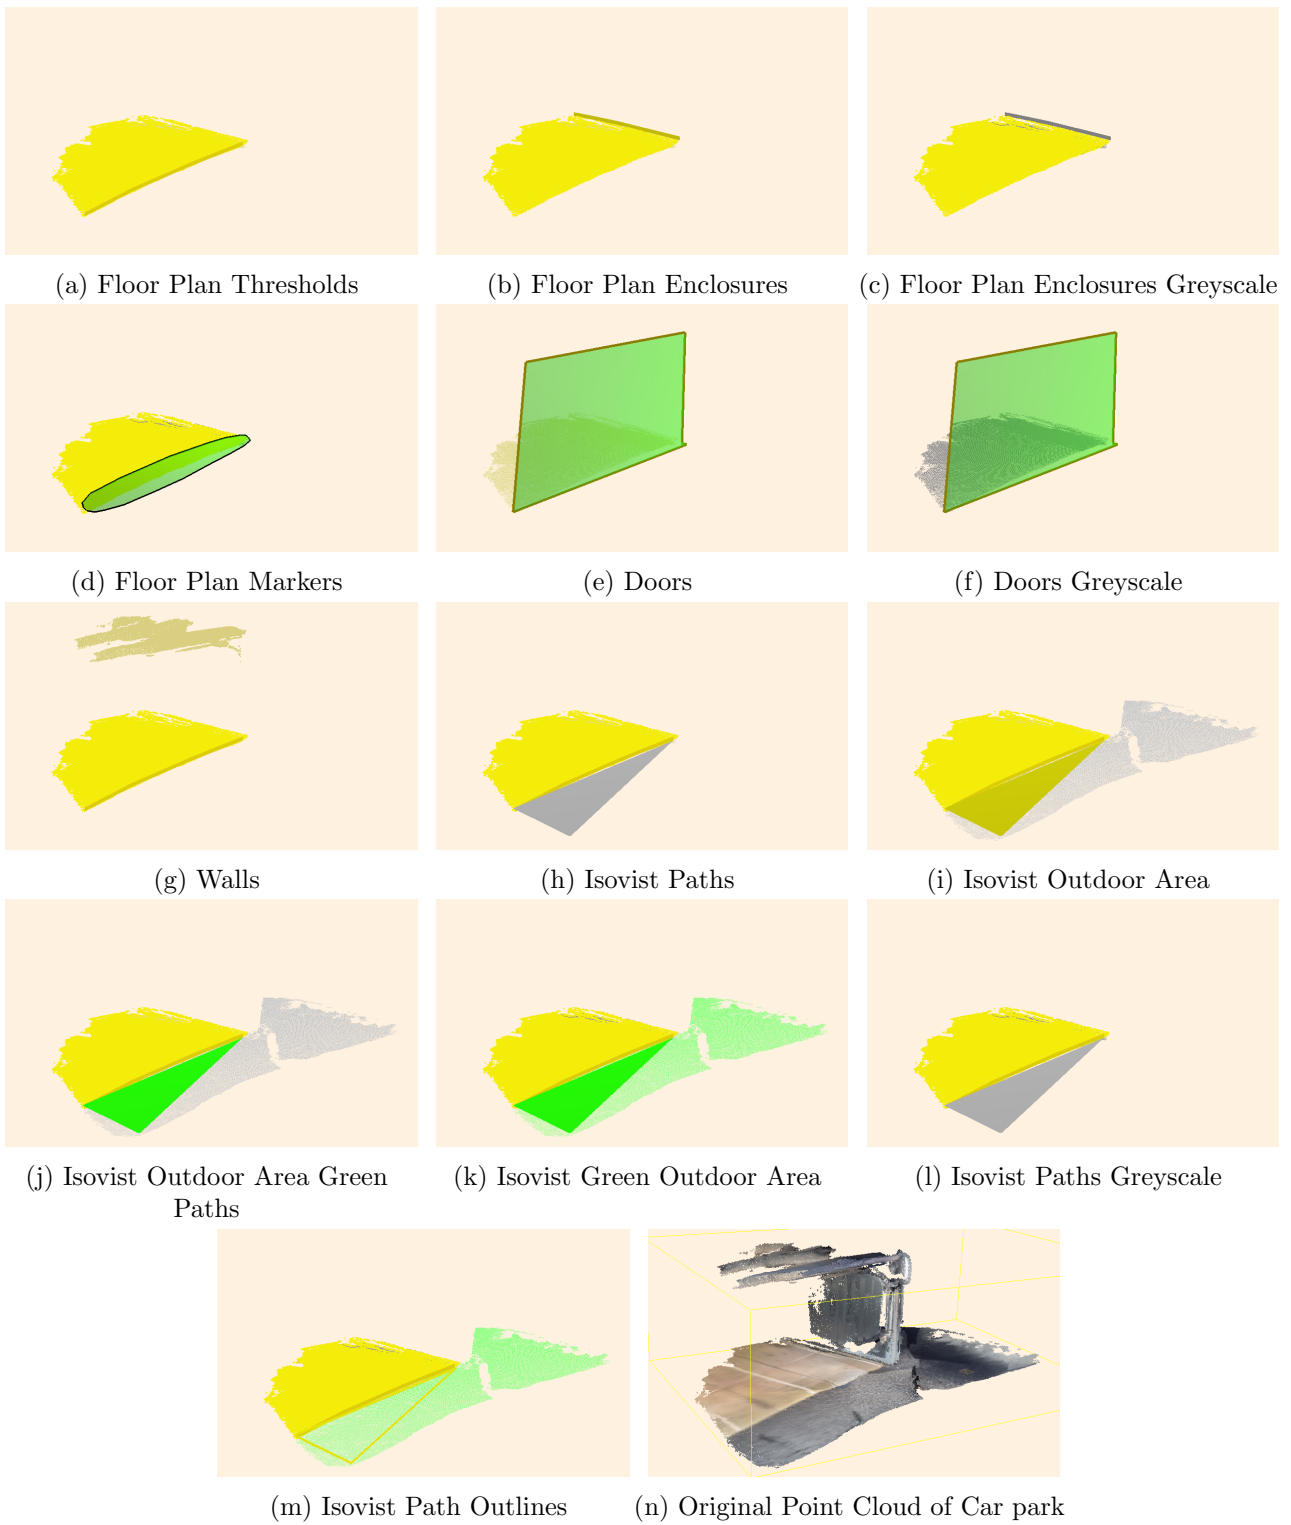 (a) Floor Plan Thresholds
(b) Floor Plan Enclosures
(c) Floor Plan Enclosures Greyscale
(d) Floor Plan Markers
(e) Doors
(f) Doors Greyscale
(g) Walls
(h) Isovist Paths
(i) Isovist Outdoor Area
(j) Isovist Outdoor Area Green
Paths
(k) Isovist Green Outdoor Area
(l) Isovist Paths Greyscale
(m) Isovist Path Outlines
(n) Original Point Cloud of Car park